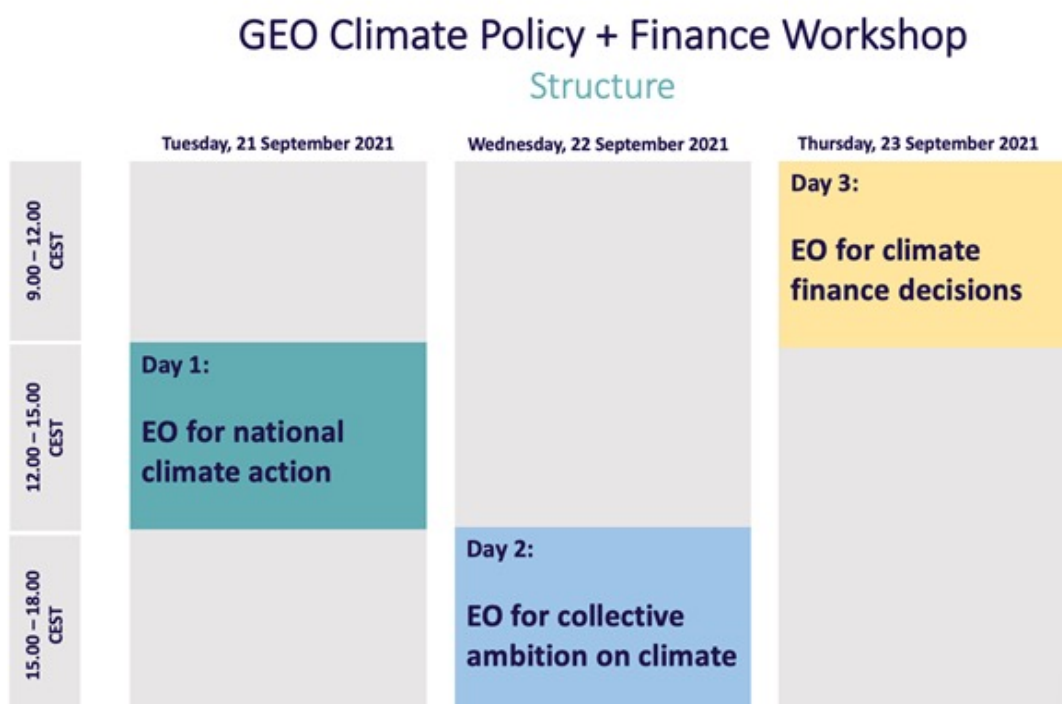 GEO Climate Policy + Finance Workshop
Structure
Tuesday, 21 September 2021
Wednesday, 22 September 2021
Thursday, 23 September 2021
9.00 – 12.00
CEST
Day 3:
EO for climate
finance decisions
12.00 – 15.00
CEST
Day 1:
EO for national
climate action
15.00 – 18.00
CEST
Day 2:
EO for collective
ambition on climate